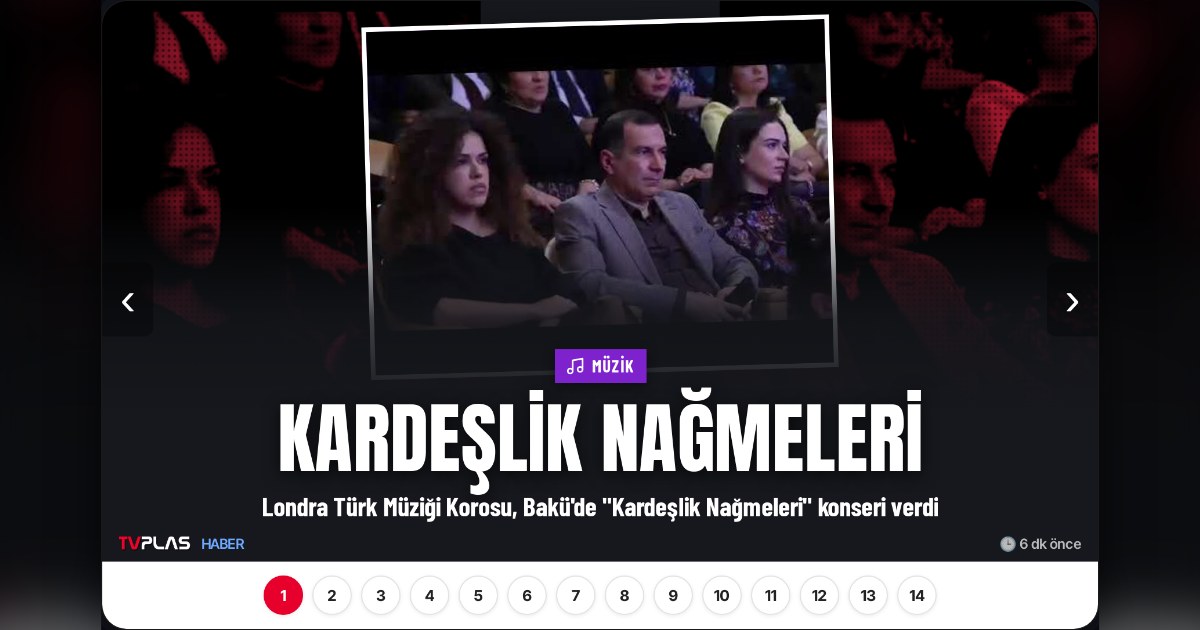 MÜZİK
KARDEŞLİK NAĞMELERİ
Londra Türk Müziği Korosu, Bakü'de "Kardeşlik Nağmeleri" konseri verdi
TVPLAS HABER
6 dk önce
1 2 3 4 5 6 7 8 9 10 11 12 13 14